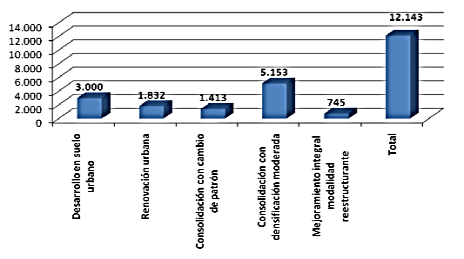 14.000
12.000
10.000
8.000
6.000
4.000
2.000
0
3.000
1.832
1.413
5.153
745
12.143
Desarrollo en suelo
urbano
Renovación urbana
Consolidación con cambio
de patrón
Consolidación con
densificación moderada
Mejoramiento integral
modalidad
reestructurante
Total